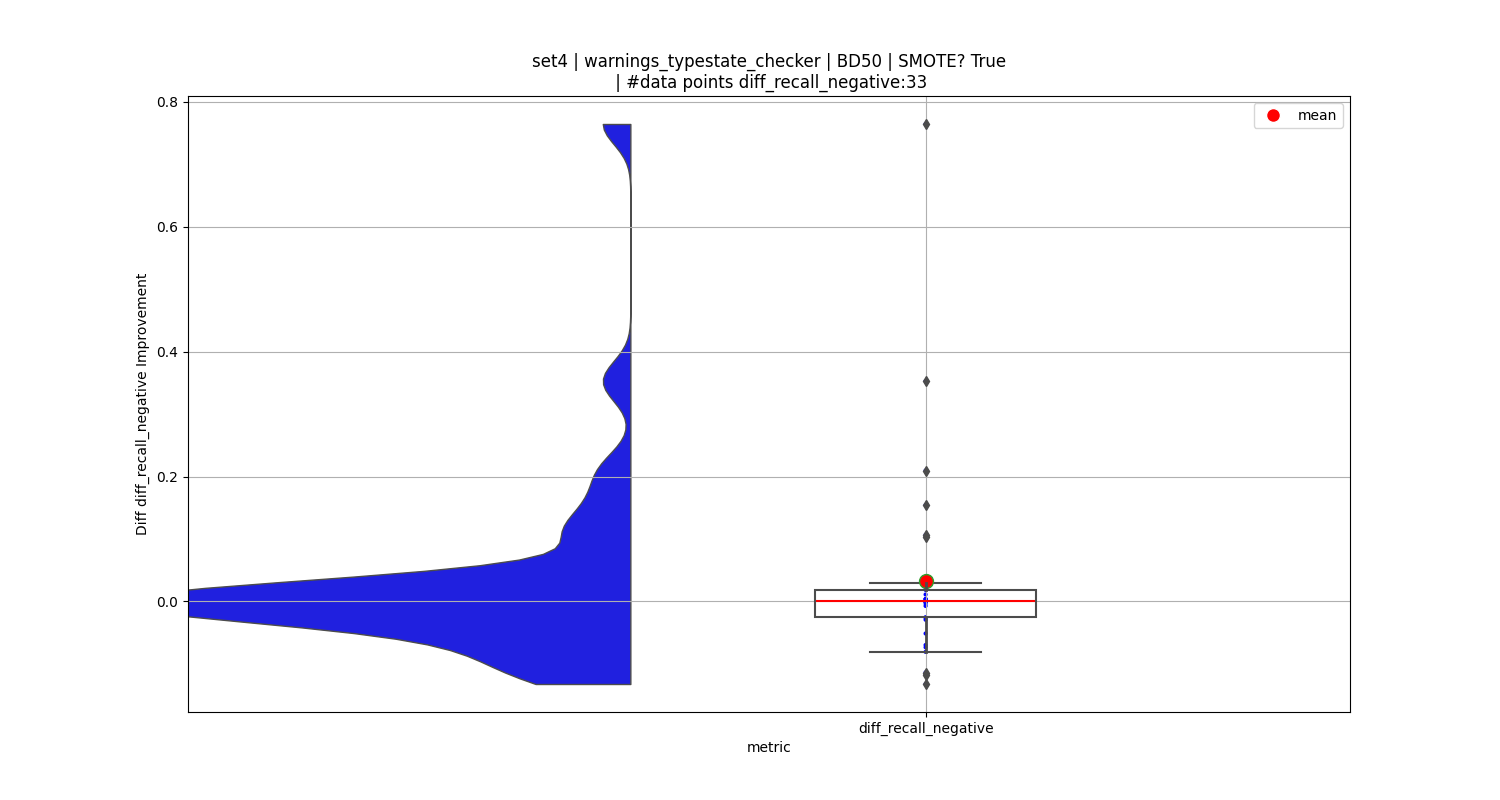 set4 | warnings_typestate_checker | BD50 | SMOTE? True
| #data points diff_recall_negative:33
mean
0.8
0.6
0.4
0.2
0.0
Diff diff_recall_negative Improvement
diff_recall_negative
metric